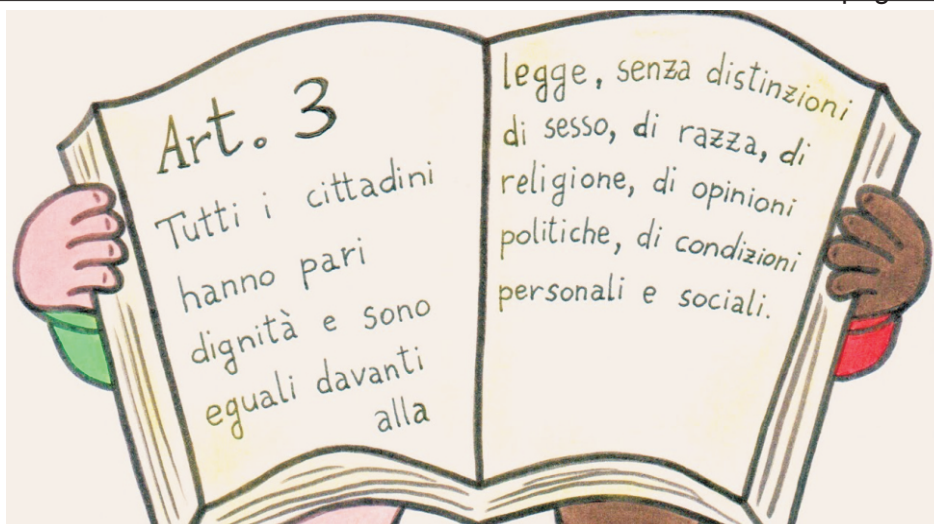 Art. 3
Tutti i cittadini
hanno pari
dignità e sono
eguali davanti
alla
legge, senza distinzioni
di sesso, di razza, di
religione, di opinioni
politiche, di condizioni
personali e sociali.